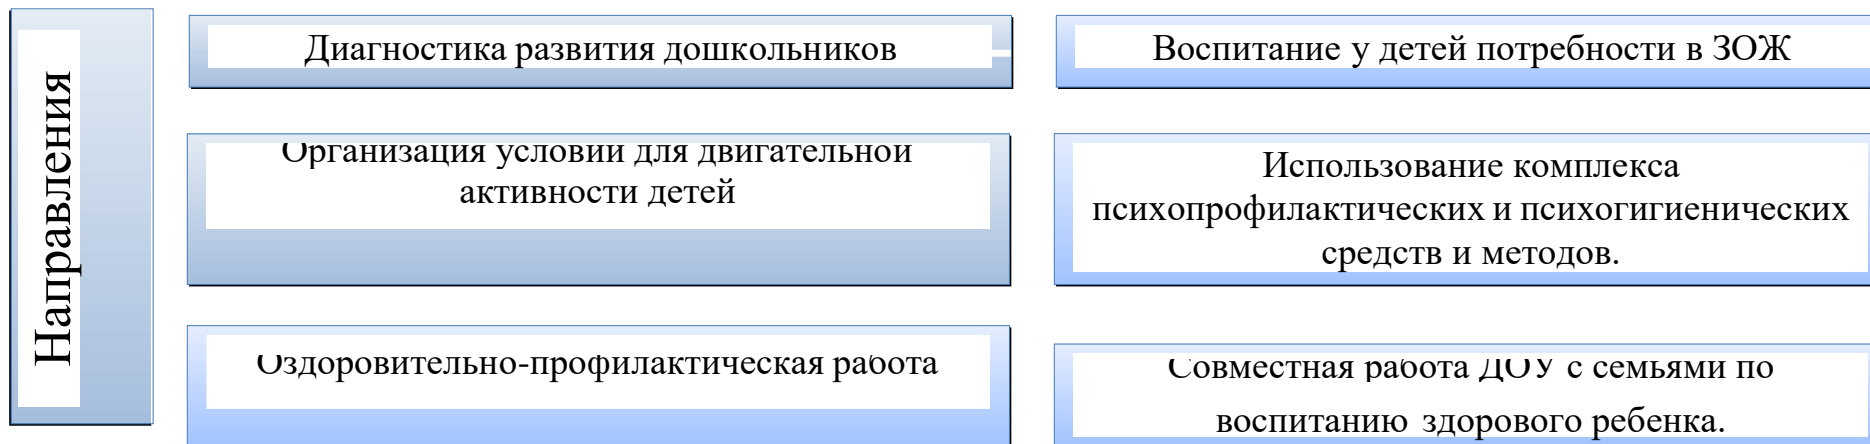 Направления
Диагностика развития дошкольников
Воспитание у детей потребности в ЗОЖ
Организация условий для двигательной
активности детей
Использование комплекса
психопрофилактических и психогигиенических
средств и методов.
Оздоровительно-профилактическая работа
Совместная работа ДОУ с семьями по
воспитанию здорового ребенка.